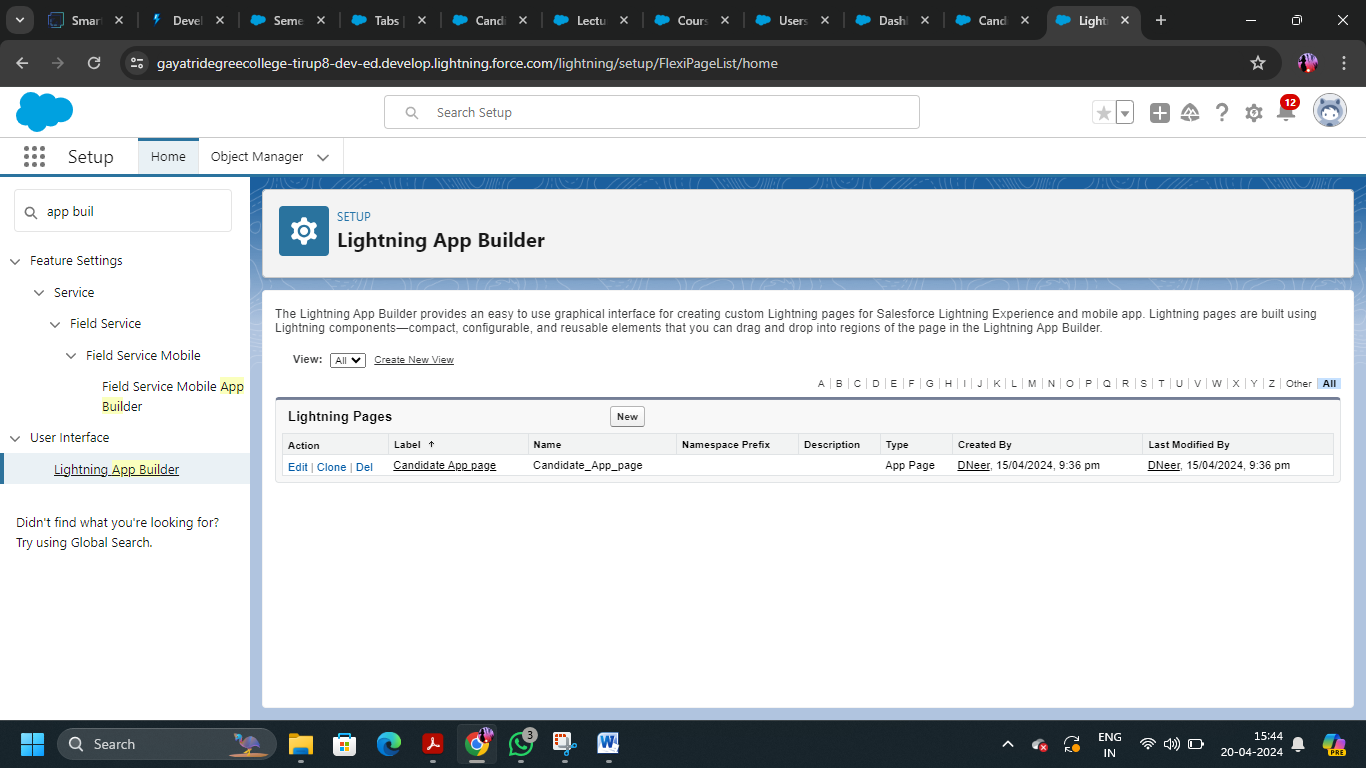 Smar
Devel
Seme
Tabs
Candi
Lectu
Cours
Users
Dash
Candi
Light
gayatridegreecollege-tirup8-dev-ed.develop.lightning.force.com/lightning/setup/FlexiPageList/home
Search Setup
12
Setup
Home
Object Manager
app buil
Feature Settings
Service
Field Service
Field Service Mobile
Field Service Mobile App
Builder
User Interface
Lightning App Builder
Didn't find what you're looking for?
Try using Global Search.
SETUP
Lightning App Builder
The Lightning App Builder provides an easy to use graphical interface for creating custom Lightning pages for Salesforce Lightning Experience and mobile app. Lightning pages are built using
Lightning components—compact, configurable, and reusable elements that you can drag and drop into regions of the page in the Lightning App Builder.
View: All Create New View
A | B | C | D | E | F | G | H | I | J | K | L | M | N | O | P | Q | R | S | T | U | V | W | X | Y | Z | Other All
Lightning Pages New
Action Label Name Namespace Prefix Description Type Created By Last Modified By
Edit | Clone | Del Candidate App page Candidate_App_page App Page DNeer, 15/04/2024, 9:36 pm DNeer, 15/04/2024, 9:36 pm
Search
3
PRE
ENG
IN
15:44
20-04-2024